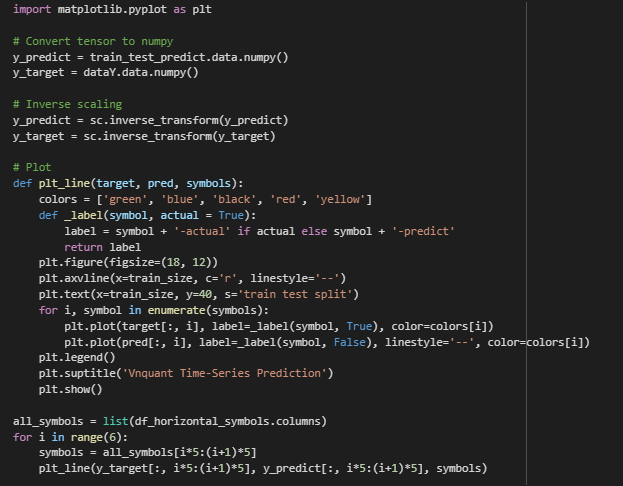 import matplotlib.pyplot as plt
# Convert tensor to numpy
y_predict = train_test_predict.data.numpy()
y_target = dataY.data.numpy()
# Inverse scaling
y_predict = sc.inverse_transform(y_predict)
y_target = sc.inverse_transform(y_target)
# Plot
def plt_line(target, pred, symbols):
    colors = ['green', 'blue', 'black', 'red', 'yellow']
    def _label(symbol, actual = True):
        label = symbol + '-actual' if actual else symbol + '-predict'
        return label
    plt.figure(figsize=(18, 12))
    plt.axvline(x=train_size, c='r', linestyle='--')
    plt.text(x=train_size, y=40, s='train test split')
    for i, symbol in enumerate(symbols):
        plt.plot(target[:, i], label=_label(symbol, True), color=colors[i])
        plt.plot(pred[:, i], label=_label(symbol, False), linestyle='--', color=colors[i])
    plt.legend()
    plt.suptitle('Vnquant Time-Series Prediction')
    plt.show()
all_symbols = list(df_horizontal_symbols.columns)
for i in range(6):
    symbols = all_symbols[i*5:(i+1)*5]
    plt_line(y_target[:, i*5:(i+1)*5], y_predict[:, i*5:(i+1)*5], symbols)